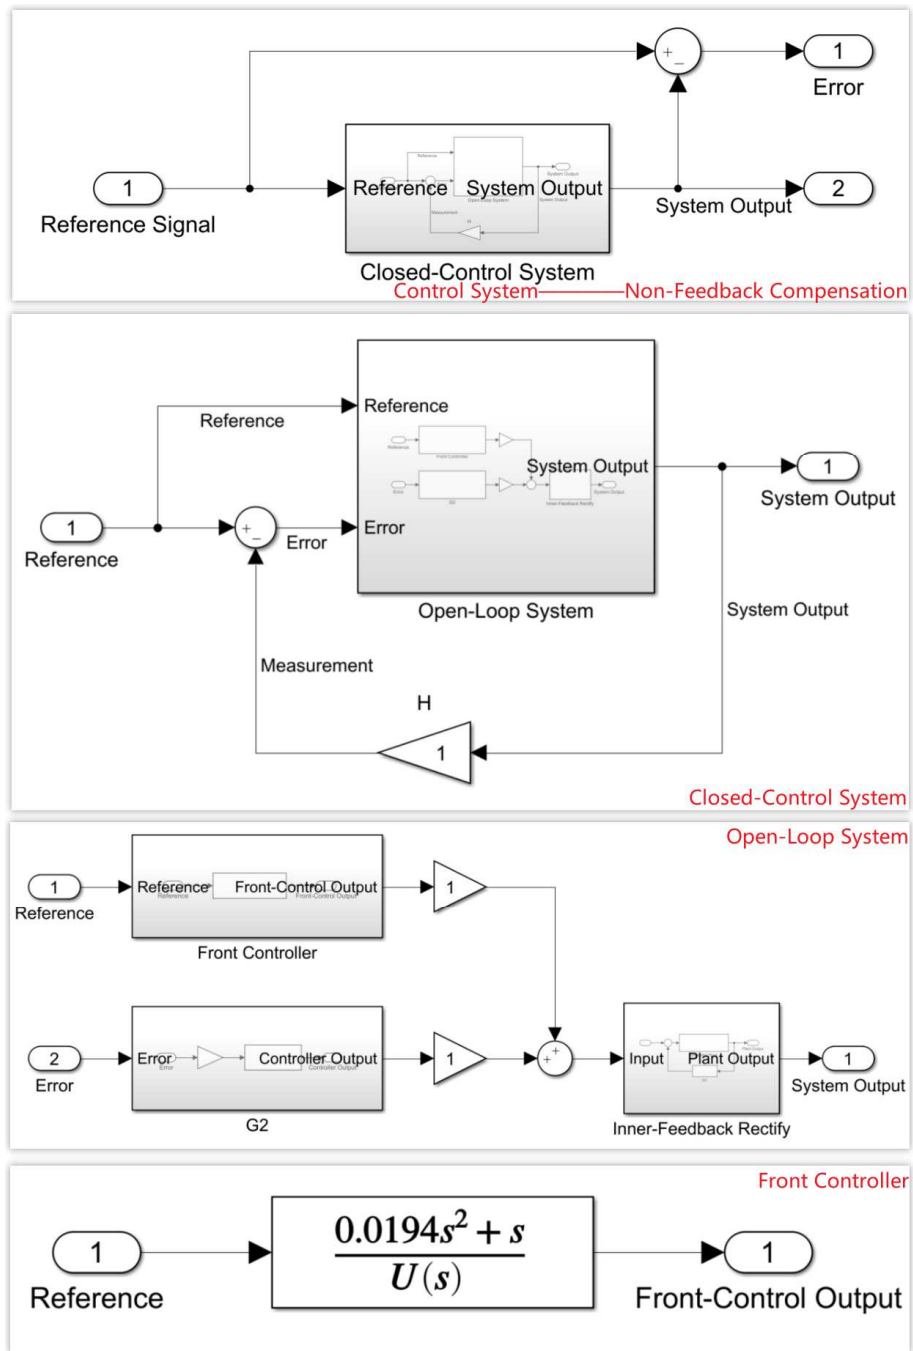 1
Error
1
Reference Signal
Reference
System Output
2
System Output
Closed-Control System
Control System————Non-Feedback Compensation
Reference
Reference
System Output
1
System Output
1
Reference
Error
Error
Open-Loop System
System Output
Measurement
H
1
Closed-Control System
Open-Loop System
1
Reference
Reference
Front-Control Output
1
Front Controller
2
Error
Error
Controller Output
1
G2
Input
Plant Output
1
System Output
Inner-Feedback Rectify
Front Controller
1
Reference
0.0194s² + s
U(s)
1
Front-Control Output